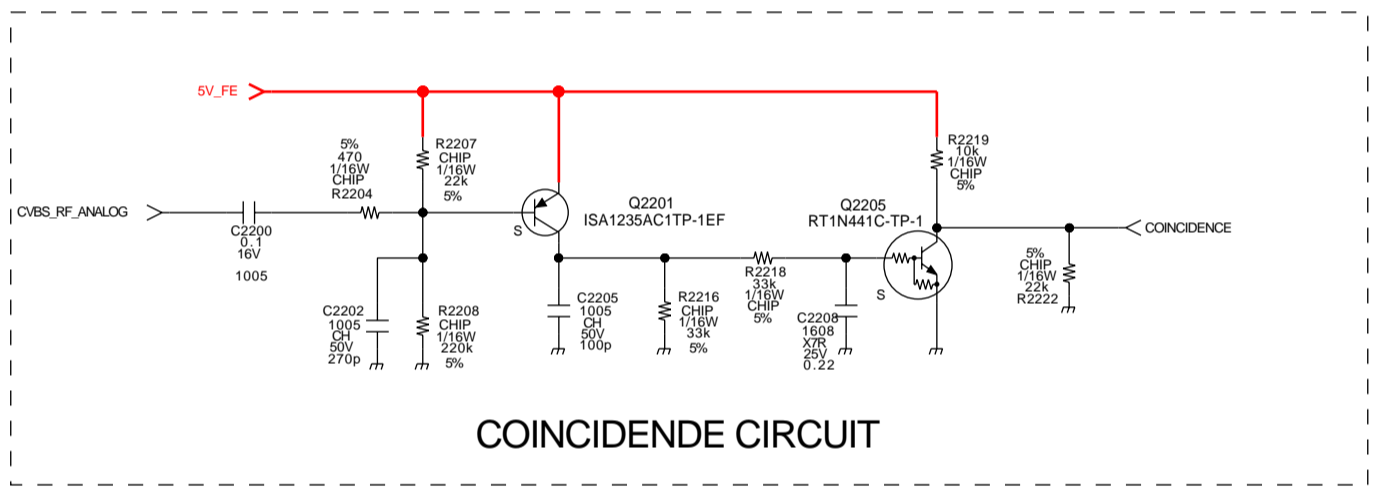 5V_FE
5%
470
1/16W
CHIP
R2204
R2207
CHIP
1/16W
22k
5%
R2219
10k
1/16W
CHIP
5%
CVBS_RF_ANALOG
C2200
0.1
16V
1005
Q2201
ISA1235AC1TP-1EF
S
Q2205
RT1N441C-TP-1
S
COINCIDENCE
5%
CHIP
1/16W
22k
R2222
C2202
1005
CH
50V
270p
R2208
CHIP
1/16W
220k
5%
C2205
1005
CH
50V
100p
R2216
CHIP
1/16W
33k
5%
R2218
33k
1/16W
CHIP
5%
C2208
1608
X7R
25V
0.22
COINCIDENDE CIRCUIT